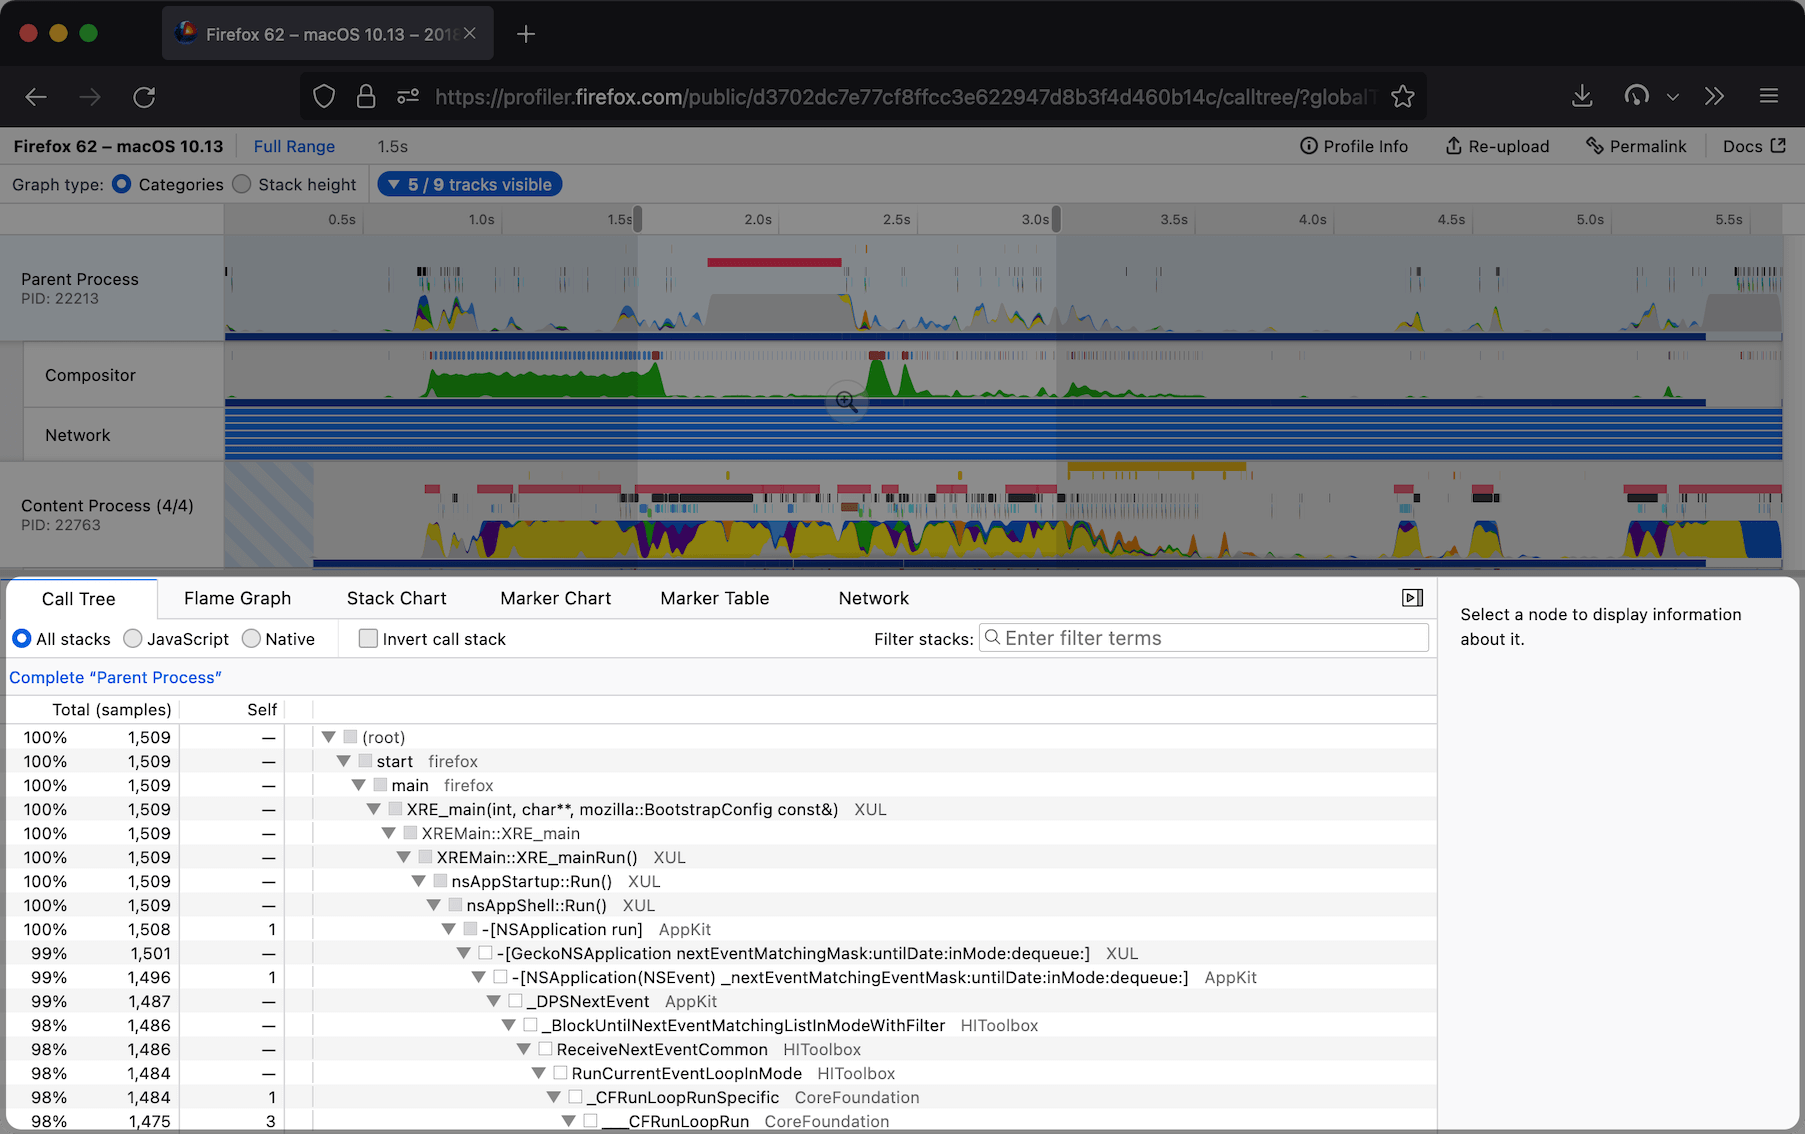 Firefox 62 – macOS 10.13 – 2018
https://profiler.firefox.com/public/d3702dc7e77cf8ffcc3e622947d8b3f4d460b14c/calltree/?globalT
Firefox 62 – macOS 10.13 Full Range 1.5s Profile Info Re-upload Permalink Docs
Graph type: Categories Stack height 5 / 9 tracks visible
0.5s 1.0s 1.5s 2.0s 2.5s 3.0s 3.5s 4.0s 4.5s 5.0s 5.5s
Parent Process
PID: 22213
Compositor
Network
Content Process (4/4)
PID: 22763
Call Tree Flame Graph Stack Chart Marker Chart Marker Table Network
All stacks JavaScript Native Invert call stack Filter stacks: Enter filter terms
Select a node to display information
about it.
Complete “Parent Process”
Total (samples) Self
100% 1,509 — (root)
100% 1,509 — start firefox
100% 1,509 — main firefox
100% 1,509 — XRE_main(int, char**, mozilla::BootstrapConfig const&) XUL
100% 1,509 — XREMain::XRE_main
100% 1,509 — XREMain::XRE_mainRun() XUL
100% 1,509 — nsAppStartup::Run() XUL
100% 1,509 — nsAppShell::Run() XUL
100% 1,508 1 -[NSApplication run] AppKit
99% 1,501 — -[GeckoNSApplication nextEventMatchingMask:untilDate:inMode:dequeue:] XUL
99% 1,496 1 -[NSApplication(NSEvent) _nextEventMatchingEventMask:untilDate:inMode:dequeue:] AppKit
99% 1,487 — _DPSNextEvent AppKit
98% 1,486 — _BlockUntilNextEventMatchingListInModeWithFilter HIToolbox
98% 1,486 — ReceiveNextEventCommon HIToolbox
98% 1,484 — RunCurrentEventLoopInMode HIToolbox
98% 1,484 1 _CFRunLoopRunSpecific CoreFoundation
98% 1,475 3 ___CFRunLoopRun CoreFoundation